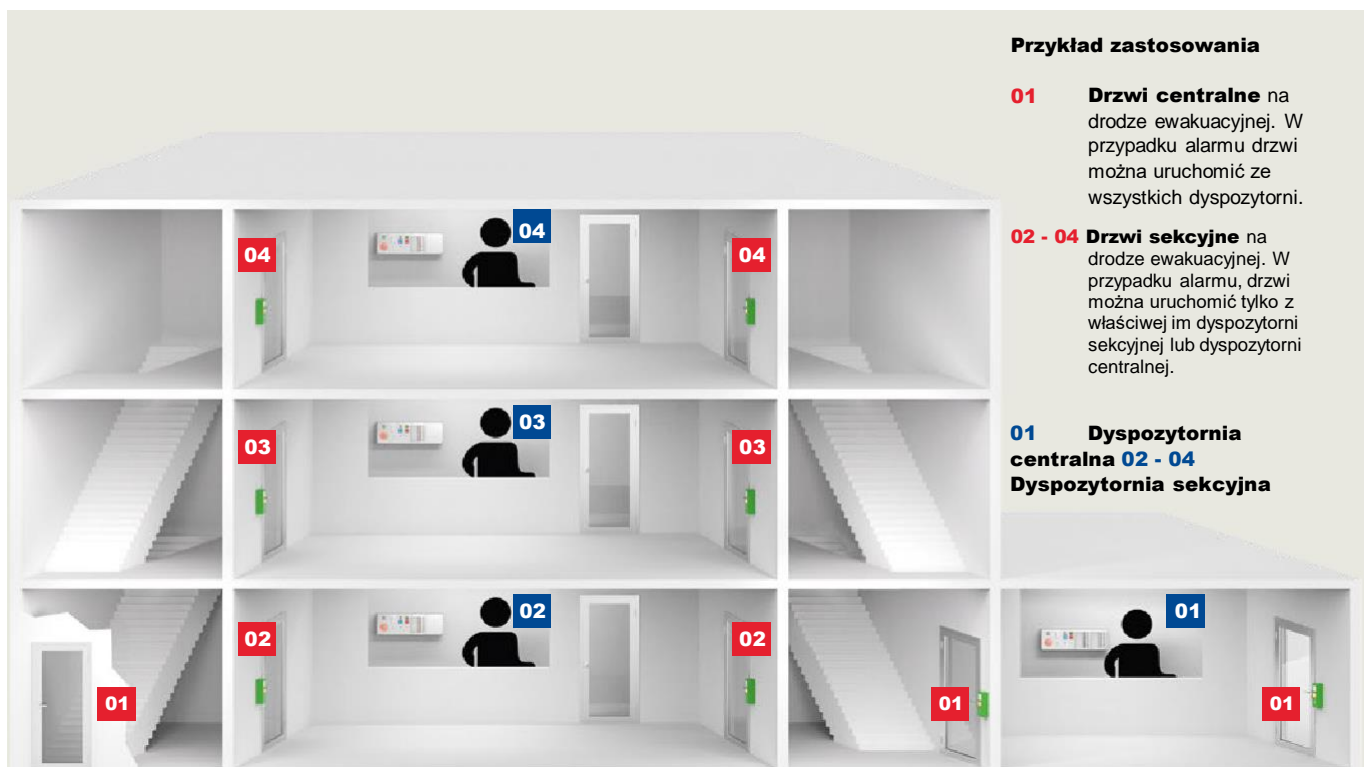 Przykład zastosowania
01 Drzwi centralne na
drodze ewakuacyjnej. W
przypadku alarmu drzwi
można uruchomić ze
wszystkich dyspozytorni.
02 - 04 Drzwi sekcyjne na
drodze ewakuacyjnej. W
przypadku alarmu, drzwi
można uruchomić tylko z
właściwej im dyspozytorni
sekcyjnej lub dyspozytorni
centralnej.
01 Dyspozytornia
centralna 02 - 04
Dyspozytornia sekcyjna
04
04
04
03
03
03
02
02
02
01
01
01
01